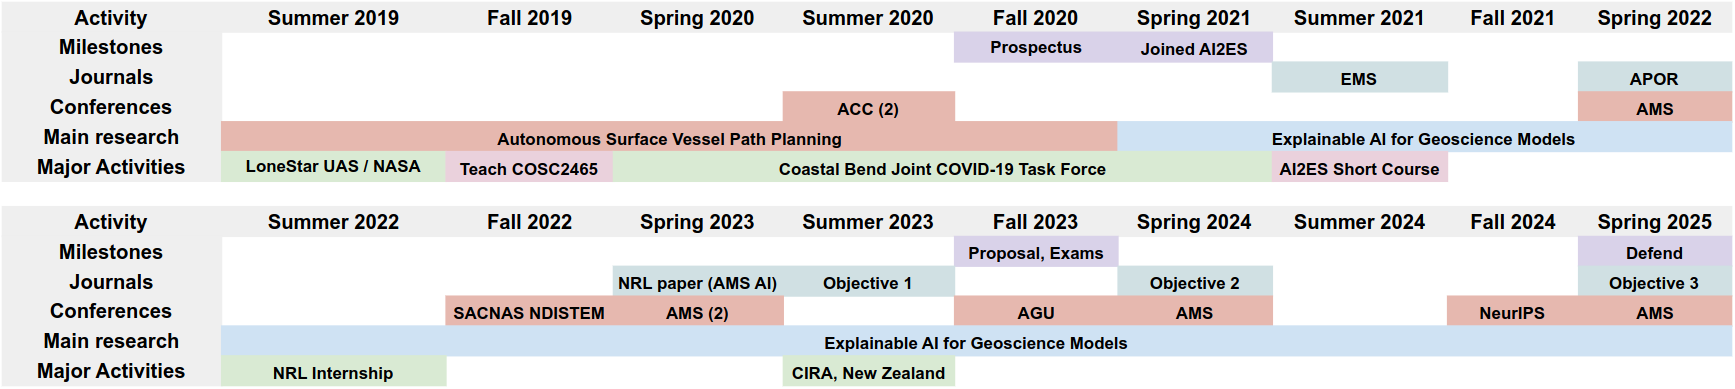 Activity Summer 2019 Fall 2019 Spring 2020 Summer 2020 Fall 2020 Spring 2021 Summer 2021 Fall 2021 Spring 2022
Milestones Prospectus Joined AI2ES
Journals EMS APOR
Conferences ACC (2) AMS
Main research Autonomous Surface Vessel Path Planning Explainable AI for Geoscience Models
Major Activities LoneStar UAS / NASA Teach COSC2465 Coastal Bend Joint COVID-19 Task Force AI2ES Short Course
Activity Summer 2022 Fall 2022 Spring 2023 Summer 2023 Fall 2023 Spring 2024 Summer 2024 Fall 2024 Spring 2025
Milestones Proposal, Exams Defend
Journals NRL paper (AMS AI) Objective 1 Objective 2 Objective 3
Conferences SACNAS NDISTEM AMS (2) AGU AMS NeurIPS AMS
Main research Explainable AI for Geoscience Models
Major Activities NRL Internship CIRA, New Zealand